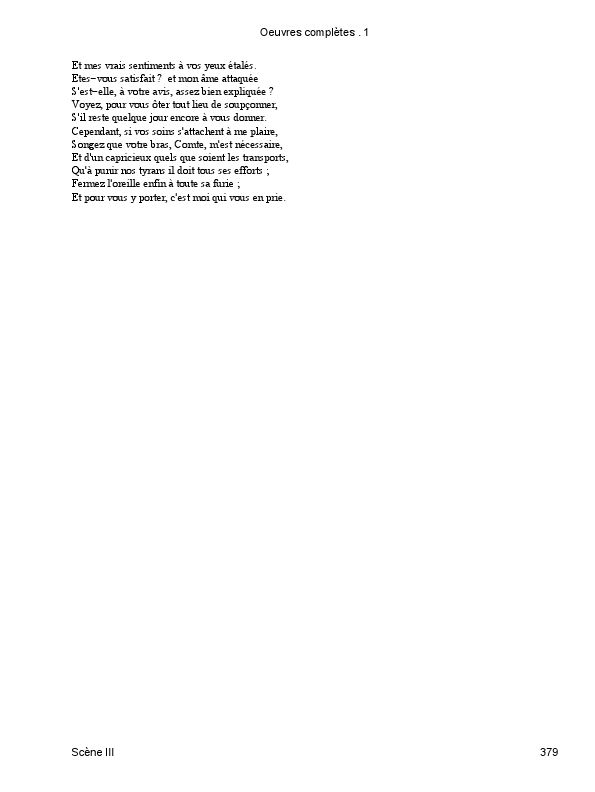 Oeuvres complètes . 1
Et mes vrais sentiments à vos yeux étalés.
Etes−vous satisfait ?  et mon âme attaquée
S'est−elle, à votre avis, assez bien expliquée ?
Voyez, pour vous ôter tout lieu de soupçonner,
S'il reste quelque jour encore à vous donner.
Cependant, si vos soins s'attachent à me plaire,
Songez que votre bras, Comte, m'est nécessaire,
Et d'un capricieux quels que soient les transports,
Qu'à punir nos tyrans il doit tous ses efforts ;
Fermez l'oreille enfin à toute sa furie ;
Et pour vous y porter, c'est moi qui vous en prie.
Scène III
379